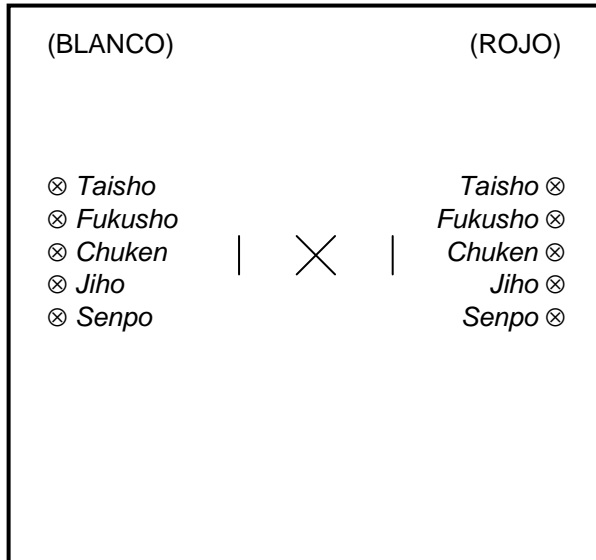 (BLANCO) (ROJO)
⊗ Taisho Taisho ⊗
⊗ Fukusho Fukusho ⊗
⊗ Chuken Chuken ⊗
⊗ Jiho Jiho ⊗
⊗ Senpo Senpo ⊗